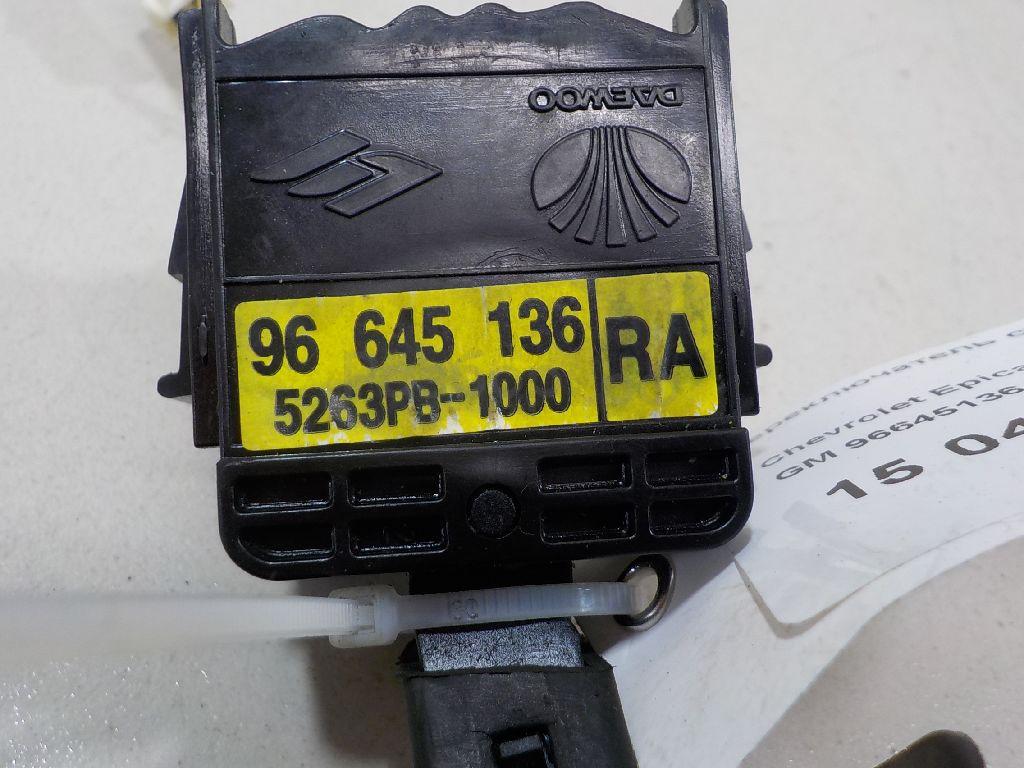 DAEWOO
96 645 136
5263PB--1000
RA
Chevrolet Epica
GM 96645136
15 04